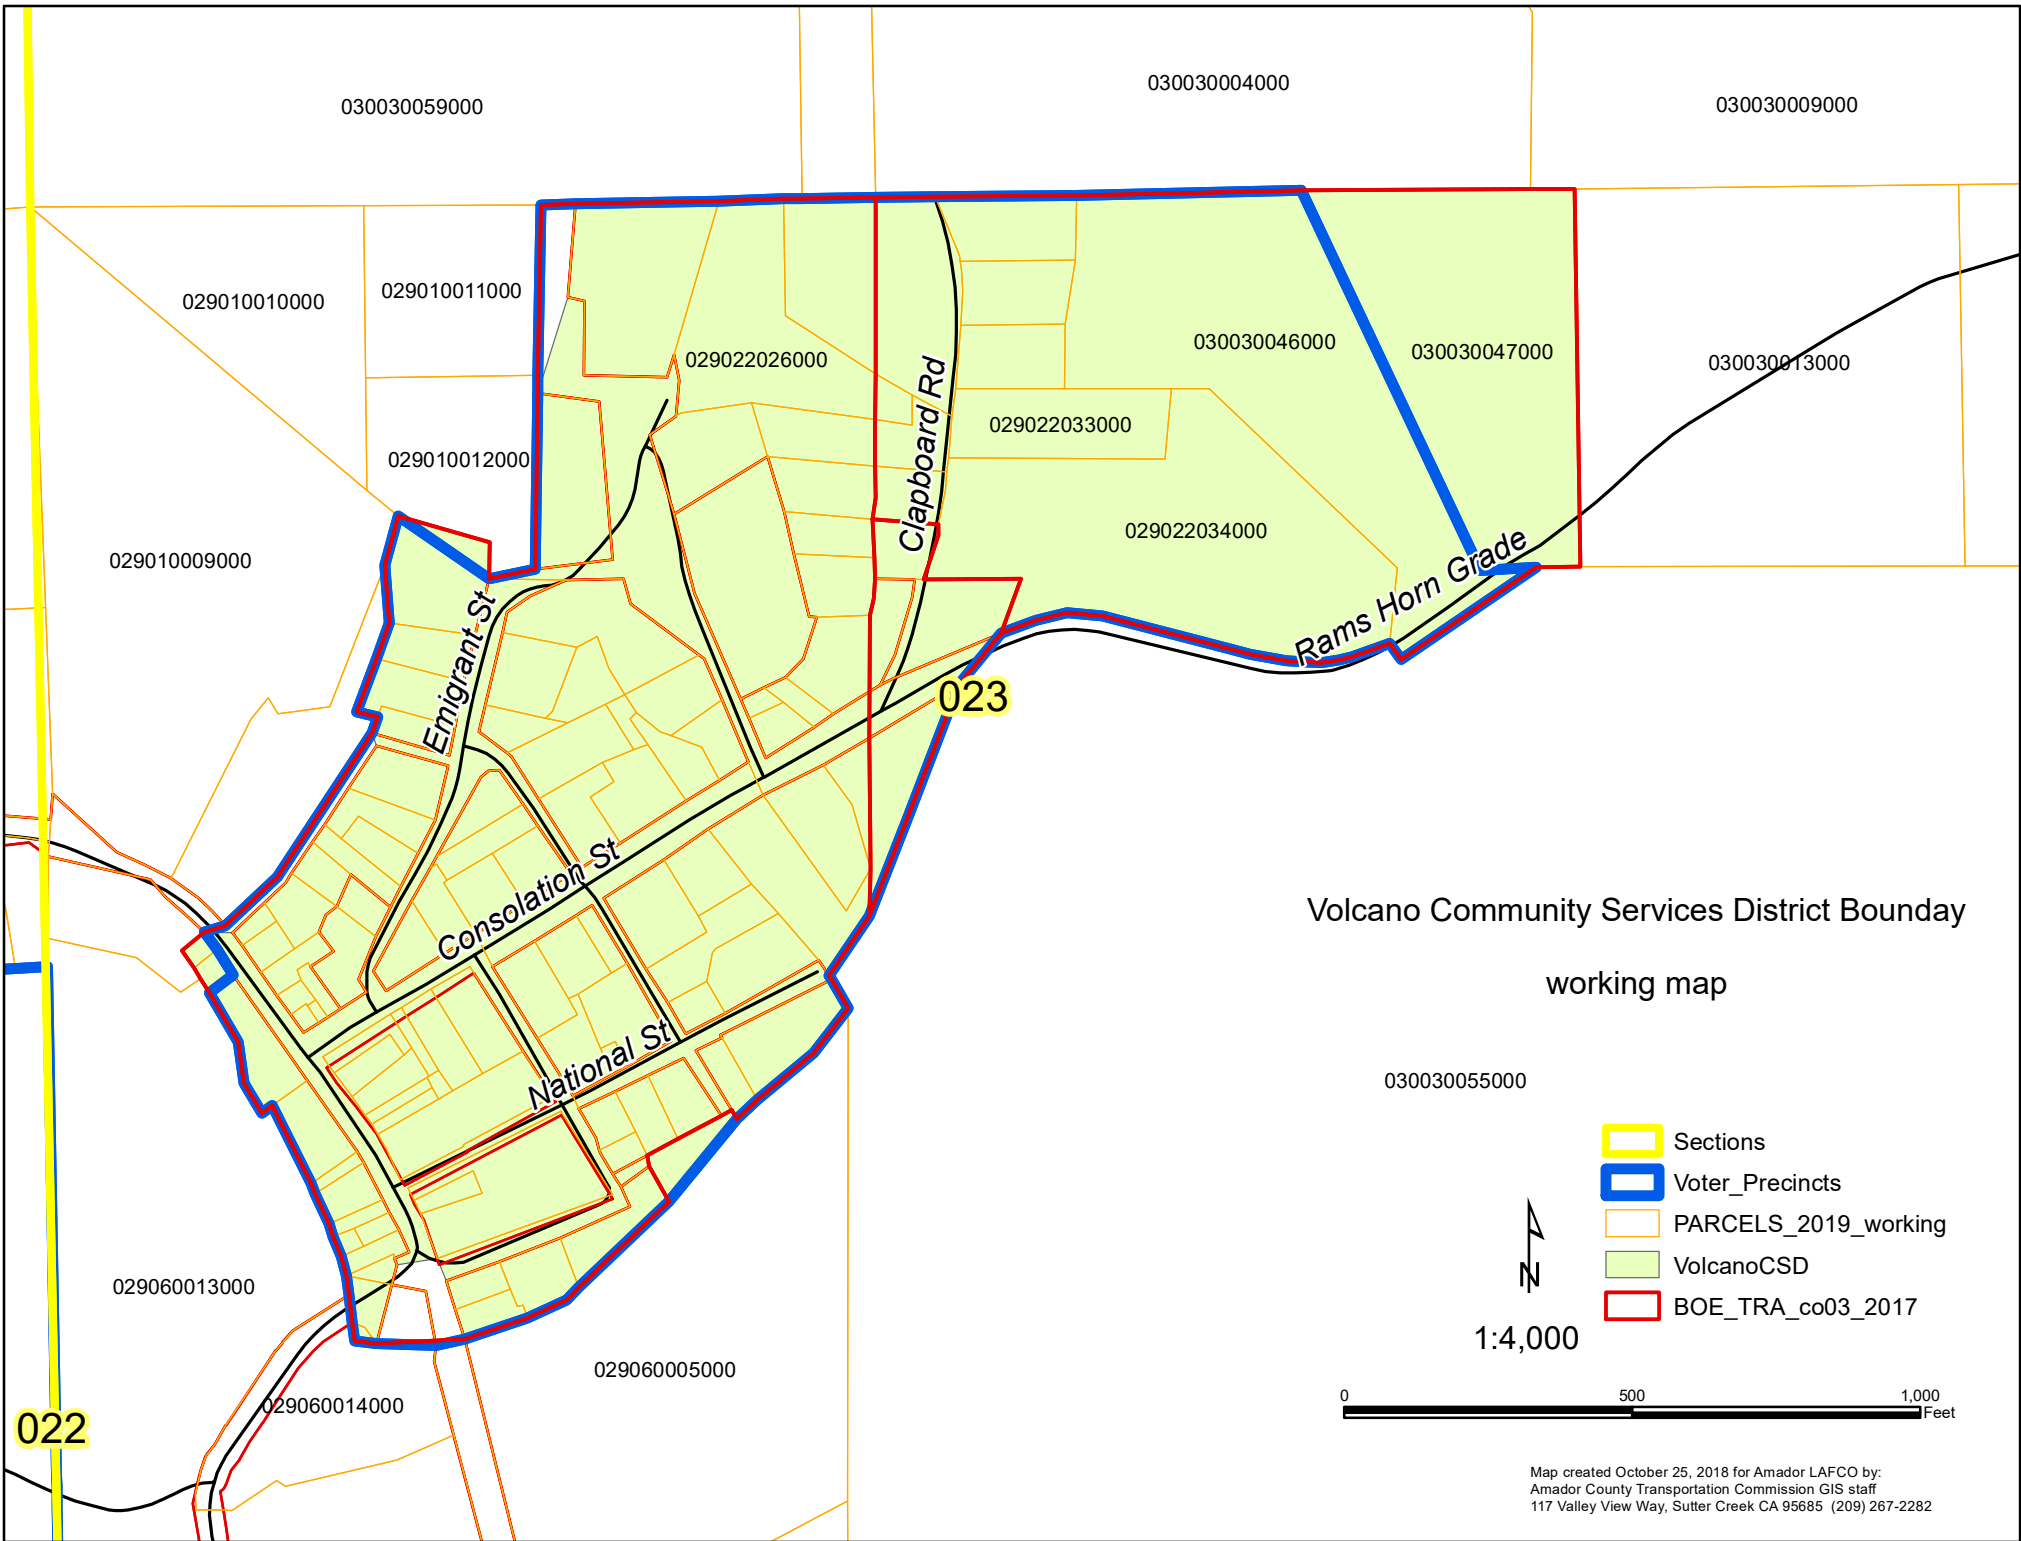 030030059000
030030004000
030030009000
029010010000
029010011000
029022026000
030030046000
030030047000
030030013000
029010012000
Clapboard Rd
029022033000
029010009000
029022034000
Rams Horn Grade
Emigrant St
023
Consolation St
Volcano Community Services District Bounday
working map
National St
030030055000
Sections
Voter_Precincts
PARCELS_2019_working
VolcanoCSD
BOE_TRA_co03_2017
N
1:4,000
029060013000
029060005000
029060014000
022
0 500 1,000
Feet
Map created October 25, 2018 for Amador LAFCO by:
Amador County Transportation Commission GIS staff
117 Valley View Way, Sutter Creek CA 95685 (209) 267-2282